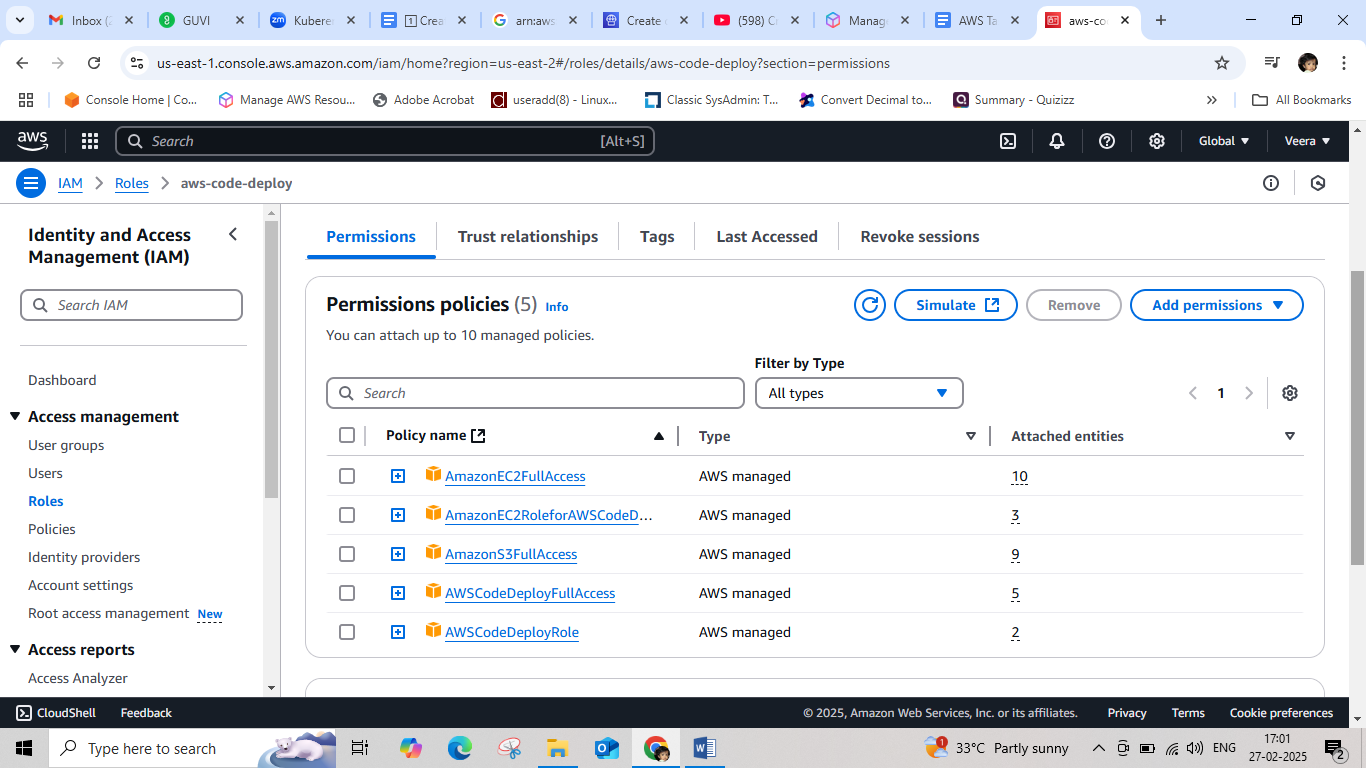 Inbox (2
GUVI
Kubere
1 Crea
arn:aws
Create
(598) C
Manag
AWS Ta
aws-co
us-east-1.console.aws.amazon.com/iam/home?region=us-east-2#/roles/details/aws-code-deploy?section=permissions
Console Home | Co...
Manage AWS Resou...
Adobe Acrobat
useradd(8) - Linux...
Classic SysAdmin: T...
Convert Decimal to...
Summary - Quizizz
All Bookmarks
aws
Search
[Alt+S]
Global
Veera
IAM
Roles
aws-code-deploy
Identity and Access
Management (IAM)
Search IAM
Dashboard
Access management
User groups
Users
Roles
Policies
Identity providers
Account settings
Root access management New
Access reports
Access Analyzer
Permissions
Trust relationships
Tags
Last Accessed
Revoke sessions
Permissions policies (5) Info
Simulate
Remove
Add permissions
You can attach up to 10 managed policies.
Filter by Type
Search
All types
1
Policy name
Type
Attached entities
AmazonEC2FullAccess AWS managed 10
AmazonEC2RoleforAWSCodeD... AWS managed 3
AmazonS3FullAccess AWS managed 9
AWSCodeDeployFullAccess AWS managed 5
AWSCodeDeployRole AWS managed 2
CloudShell
Feedback
© 2025, Amazon Web Services, Inc. or its affiliates.
Privacy
Terms
Cookie preferences
Type here to search
1
33°C Partly sunny
ENG
17:01
27-02-2025
2